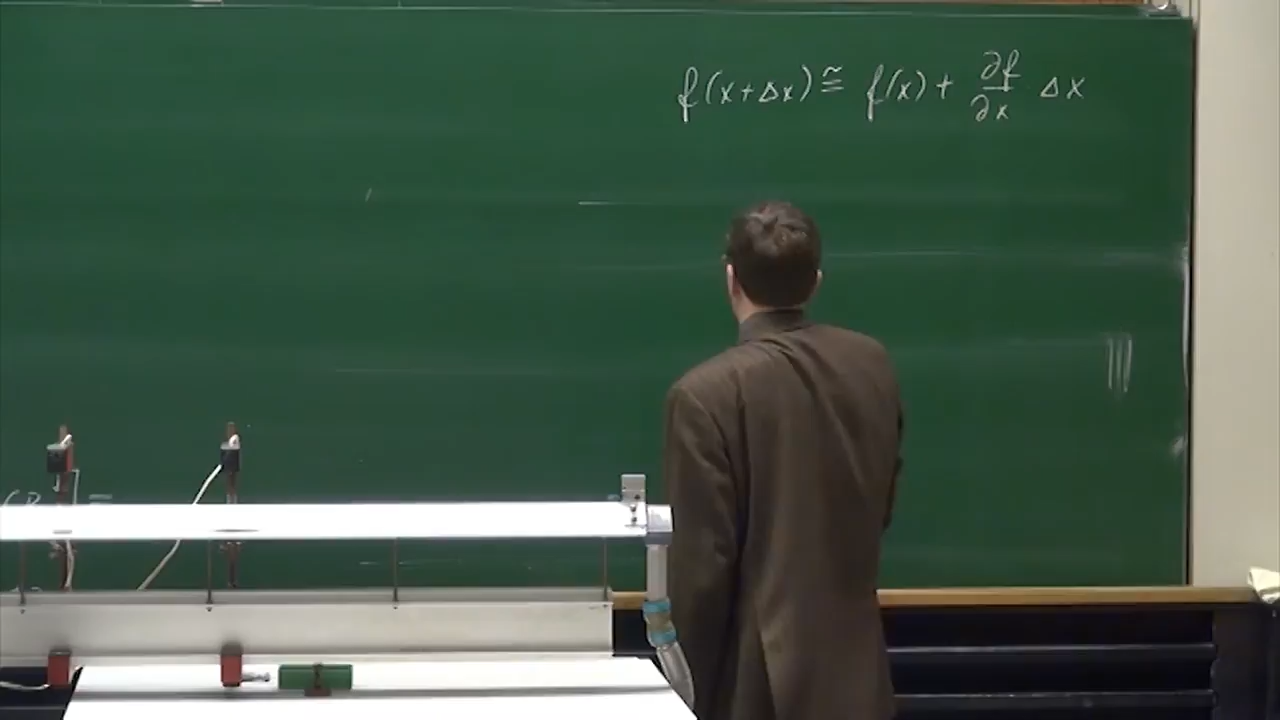 f(x+Δx) ≅ f(x) + ∂f/∂x Δx